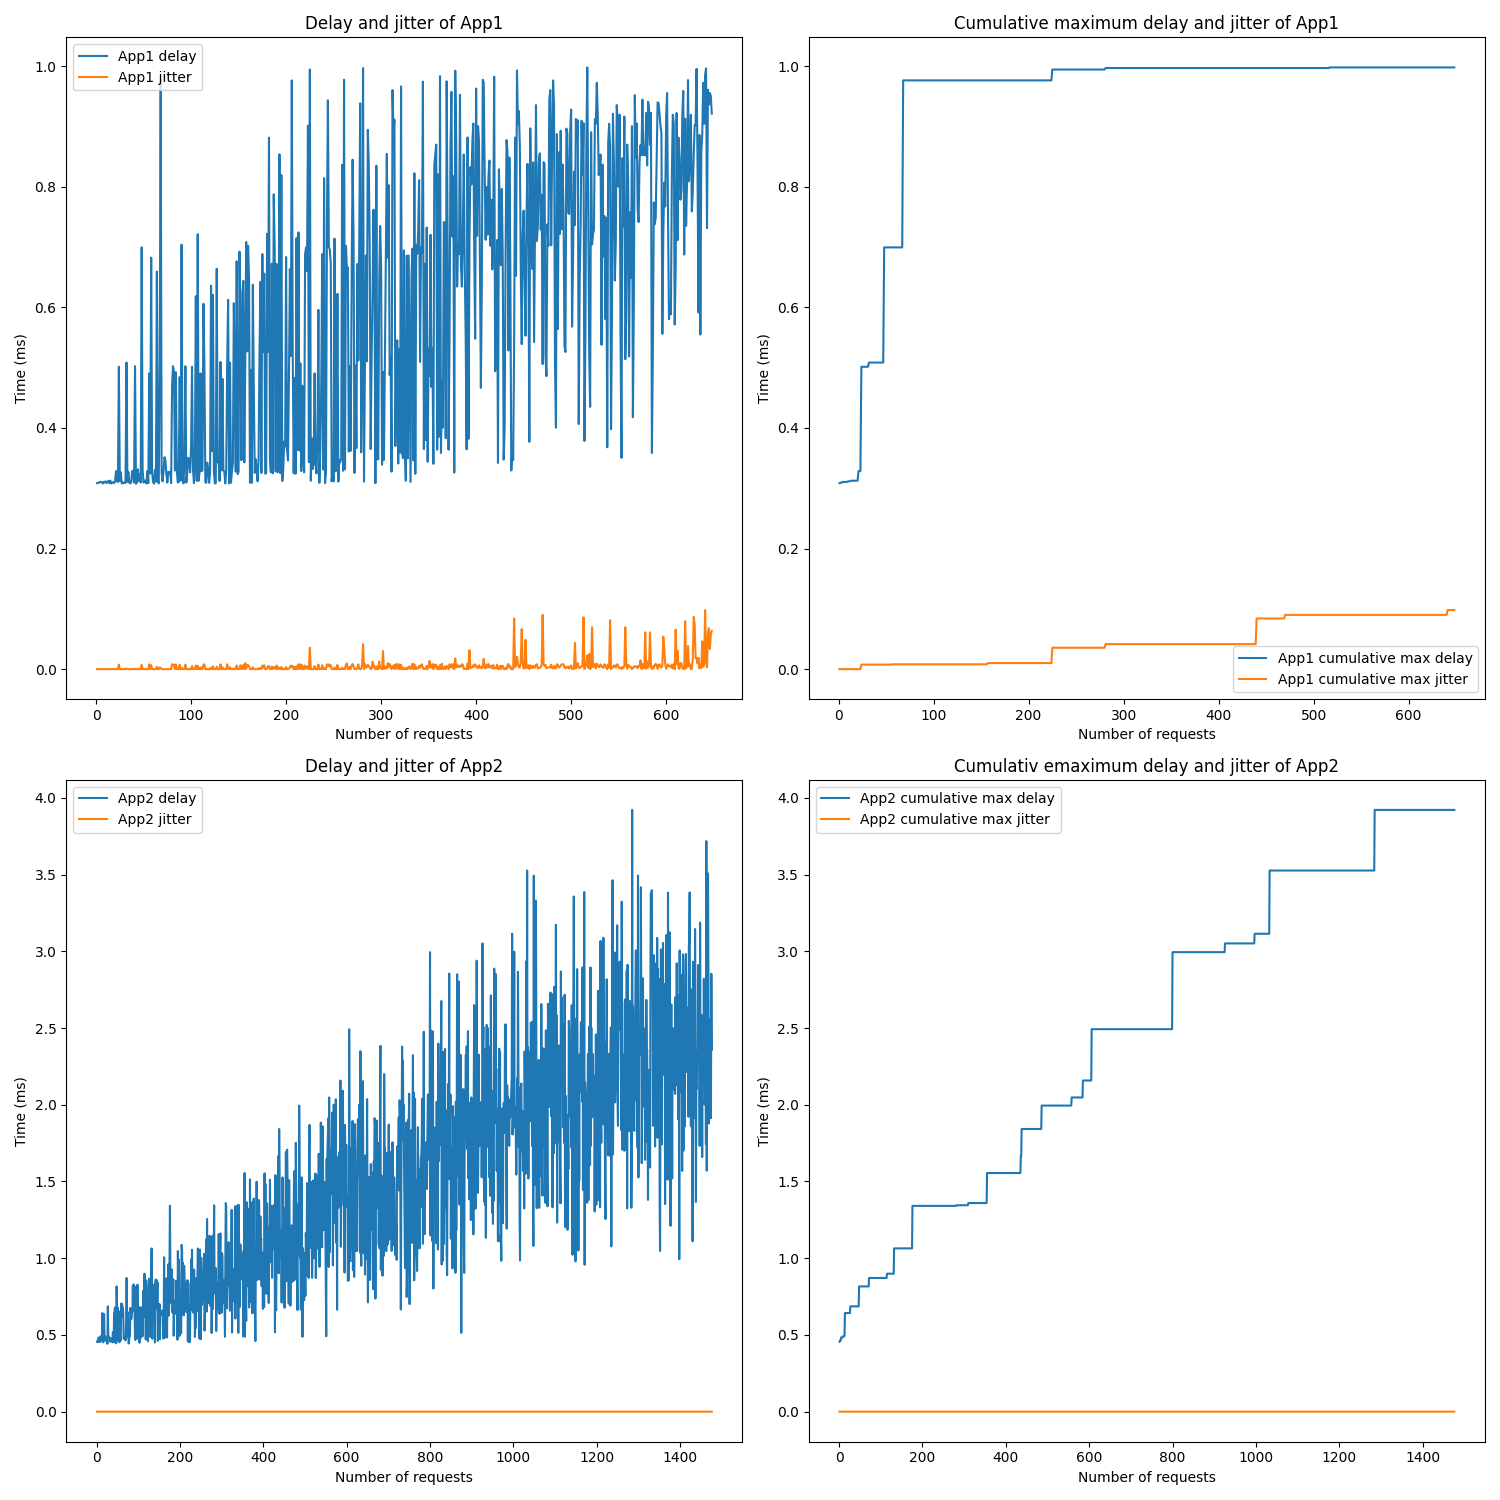 Delay and jitter of App1
App1 delay
App1 jitter
1.0
0.8
0.6
0.4
0.2
0.0
Time (ms)
0 100 200 300 400 500 600
Number of requests
Cumulative maximum delay and jitter of App1
1.0
0.8
0.6
0.4
0.2
0.0
Time (ms)
App1 cumulative max delay
App1 cumulative max jitter
0 100 200 300 400 500 600
Number of requests
Delay and jitter of App2
App2 delay
App2 jitter
4.0
3.5
3.0
2.5
2.0
1.5
1.0
0.5
0.0
Time (ms)
0 200 400 600 800 1000 1200 1400
Number of requests
Cumulativ emaximum delay and jitter of App2
App2 cumulative max delay
App2 cumulative max jitter
4.0
3.5
3.0
2.5
2.0
1.5
1.0
0.5
0.0
Time (ms)
0 200 400 600 800 1000 1200 1400
Number of requests